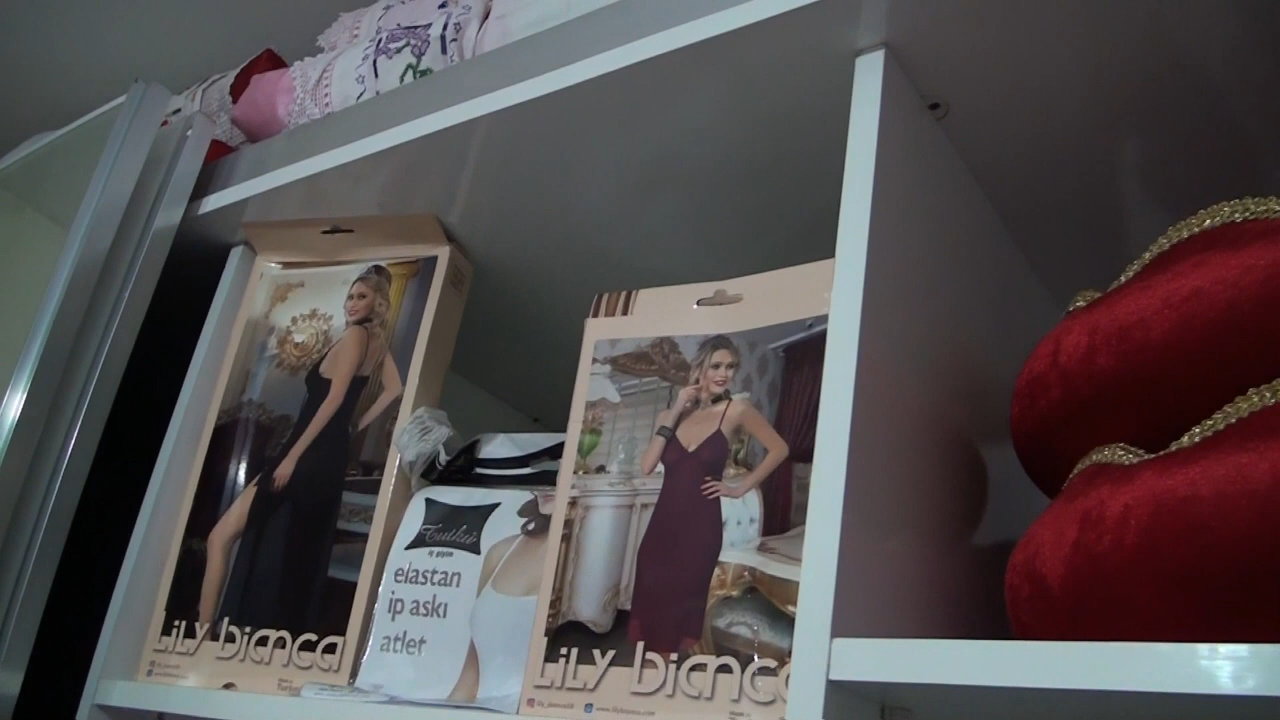 LiLY bianca
Tutku
iç giyim
elastan
ip askı
atlet
LiLY bianca